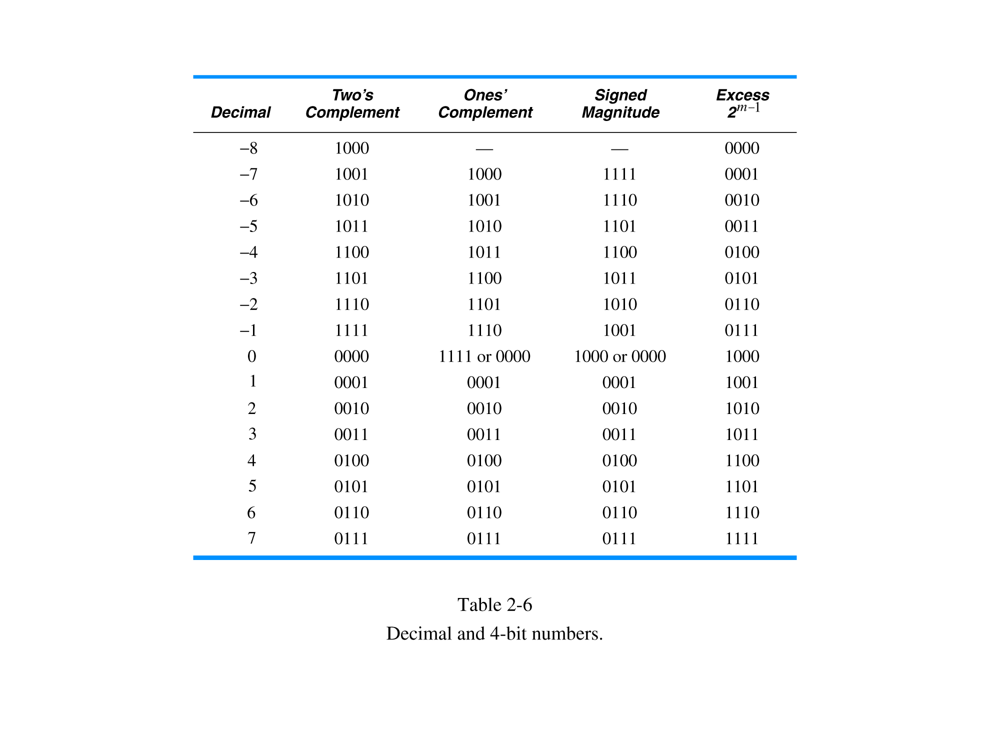 Decimal Two's Complement Ones' Complement Signed Magnitude Excess 2^m–1
–8 1000 — — 0000
–7 1001 1000 1111 0001
–6 1010 1001 1110 0010
–5 1011 1010 1101 0011
–4 1100 1011 1100 0100
–3 1101 1100 1011 0101
–2 1110 1101 1010 0110
–1 1111 1110 1001 0111
0 0000 1111 or 0000 1000 or 0000 1000
1 0001 0001 0001 1001
2 0010 0010 0010 1010
3 0011 0011 0011 1011
4 0100 0100 0100 1100
5 0101 0101 0101 1101
6 0110 0110 0110 1110
7 0111 0111 0111 1111
Table 2-6
Decimal and 4-bit numbers.